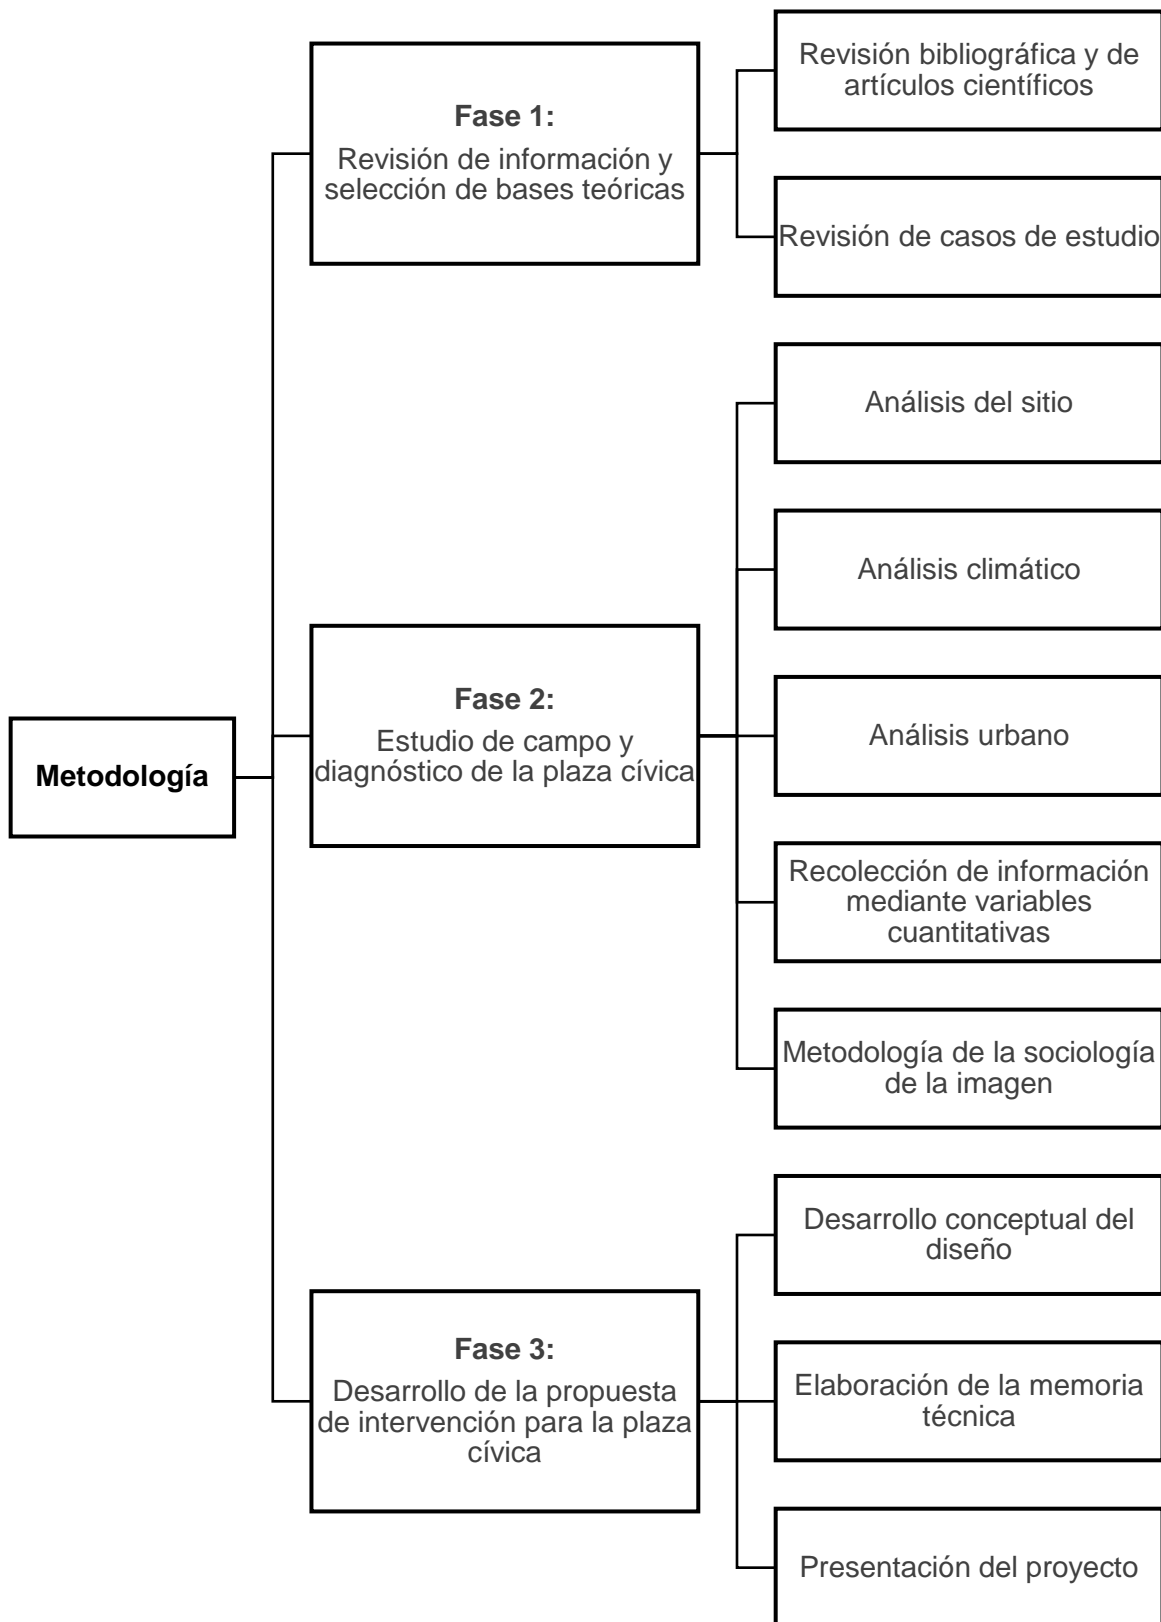 Metodología
Fase 1:
Revisión de información y
selección de bases teóricas
Revisión bibliográfica y de
artículos científicos
Revisión de casos de estudio
Fase 2:
Estudio de campo y
diagnóstico de la plaza cívica
Análisis del sitio
Análisis climático
Análisis urbano
Recolección de información
mediante variables
cuantitativas
Metodología de la sociología
de la imagen
Fase 3:
Desarrollo de la propuesta
de intervención para la plaza
cívica
Desarrollo conceptual del
diseño
Elaboración de la memoria
técnica
Presentación del proyecto